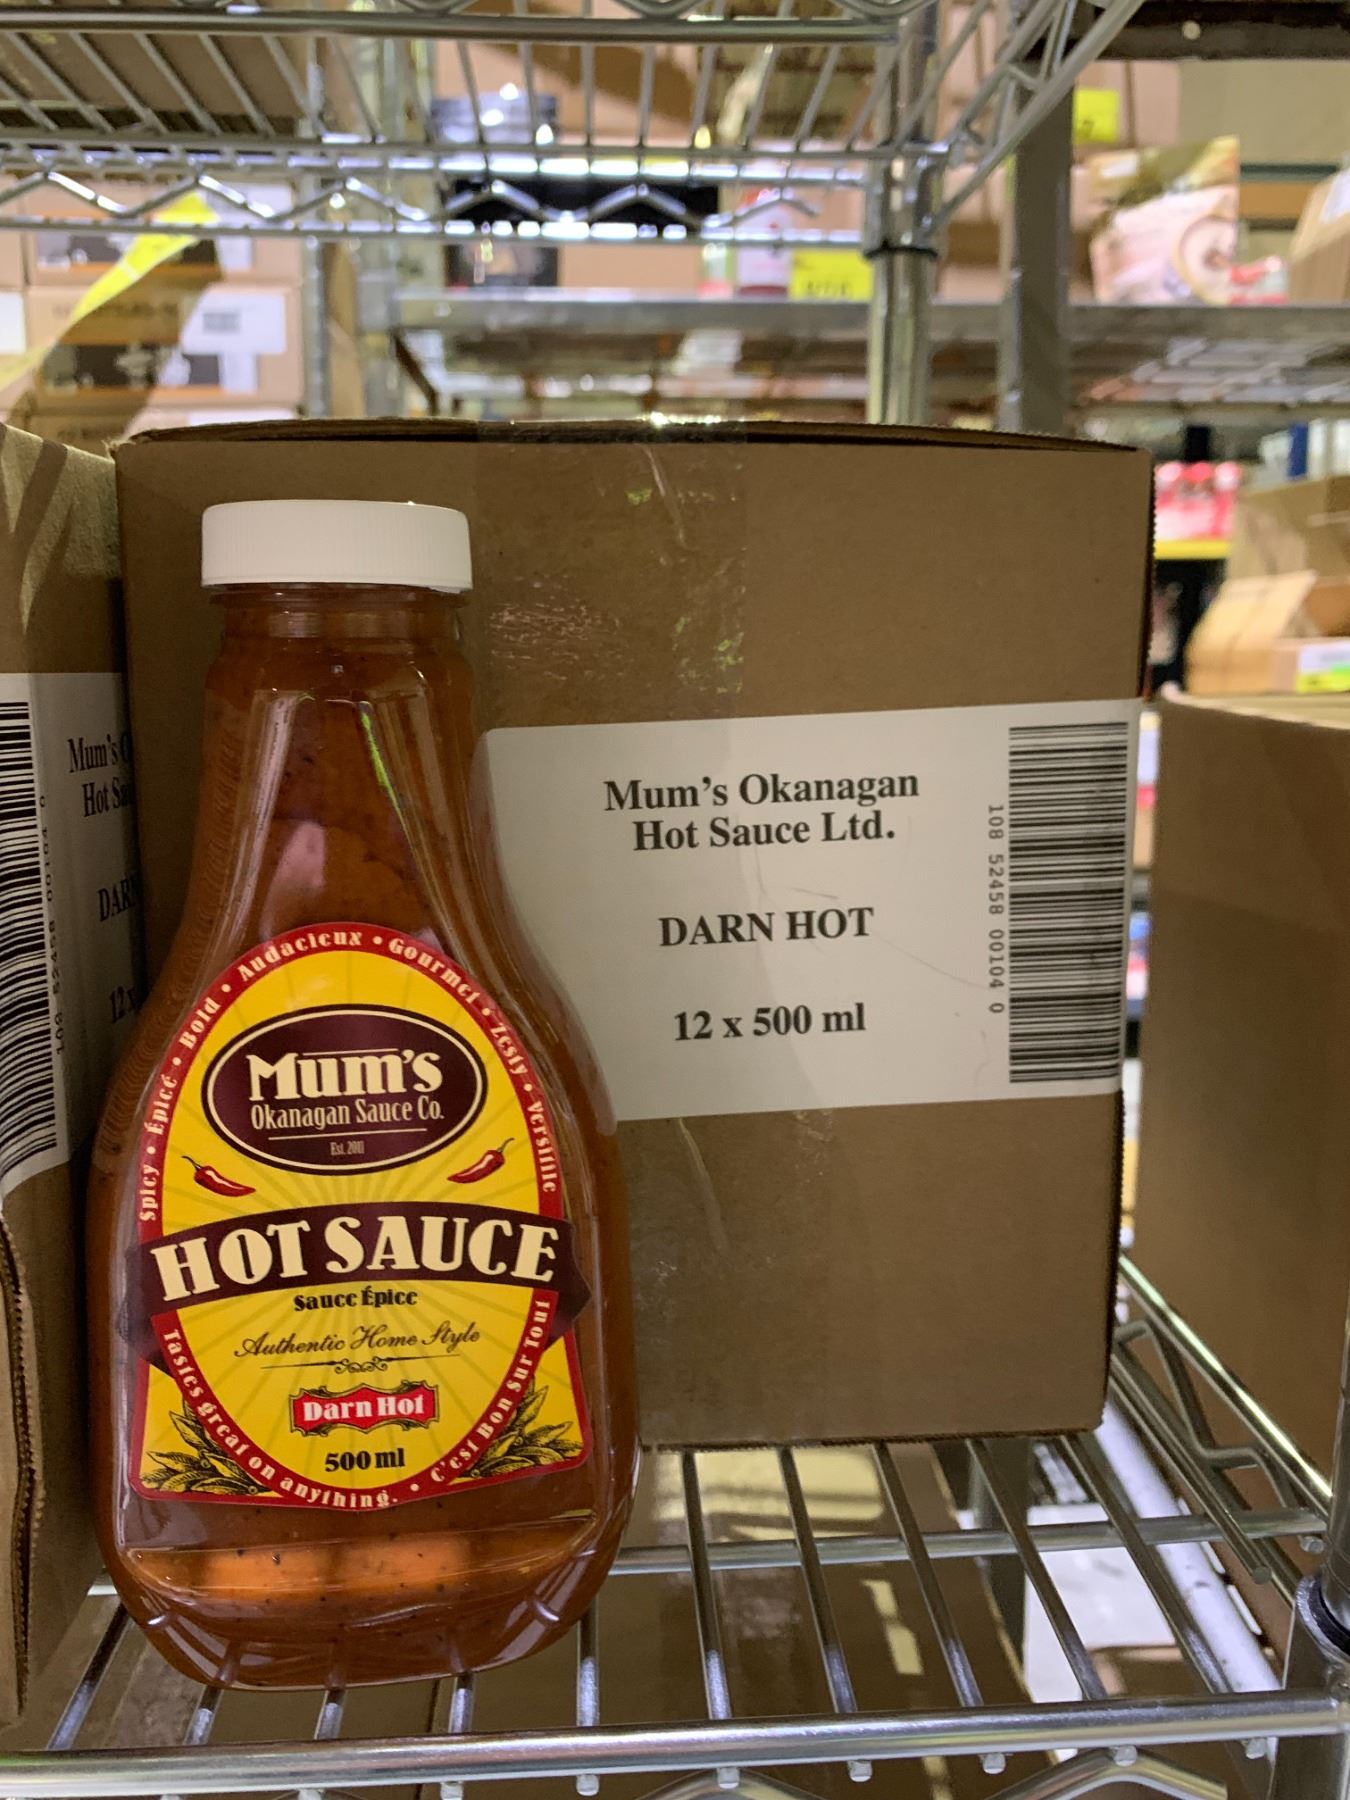 Mum's Okanagan
Hot Sauce Ltd.
DARN HOT
12 x 500 ml
108 52458 00104 0
Spicy • Épicé • Bold • Audacieux • Gourmet • Zesty • Versitile
Mum's
Okanagan Sauce Co.
Est. 2011
HOT SAUCE
Sauce Épice
Authentic Home Style
Darn Hot
500 ml
Tastes great on anything. • C'est Bon Sur Tout
Mum's
Hot
12 x